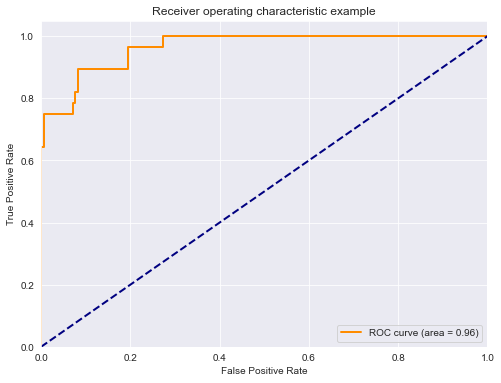 Receiver operating characteristic example
1.0
0.8
0.6
0.4
0.2
0.0
True Positive Rate
ROC curve (area = 0.96)
0.0 0.2 0.4 0.6 0.8 1.0
False Positive Rate